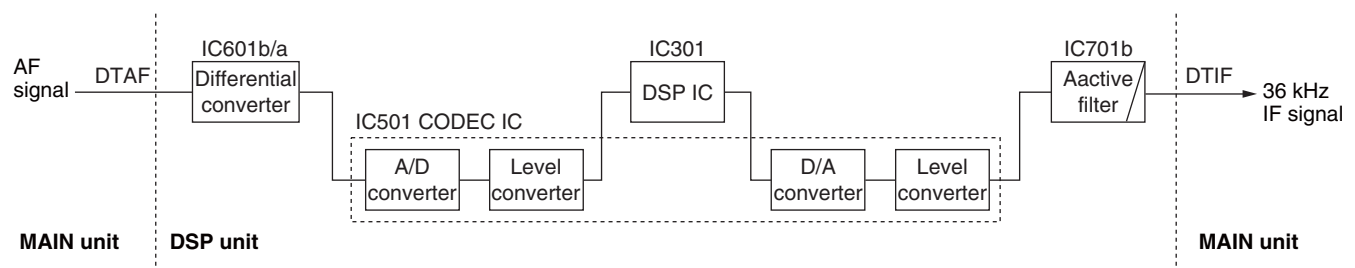 AF
signal
DTAF
IC601b/a
Differential
converter
IC501 CODEC IC
A/D
converter
Level
converter
IC301
DSP IC
D/A
converter
Level
converter
IC701b
Aactive
filter
DTIF
36 kHz
IF signal
MAIN unit
DSP unit
MAIN unit